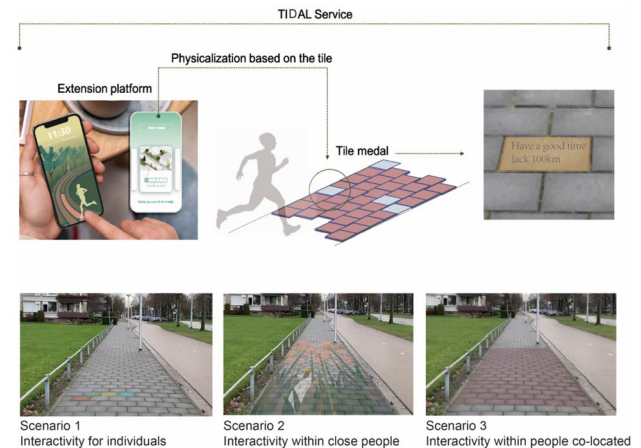 TIDAL Service
Physicalization based on the tile
Extension platform
11:30
Tile medal
Have a good time
lack 100km
Scenario 1
Interactivity for individuals
Scenario 2
Interactivity within close people
Scenario 3
Interactivity within people co-located